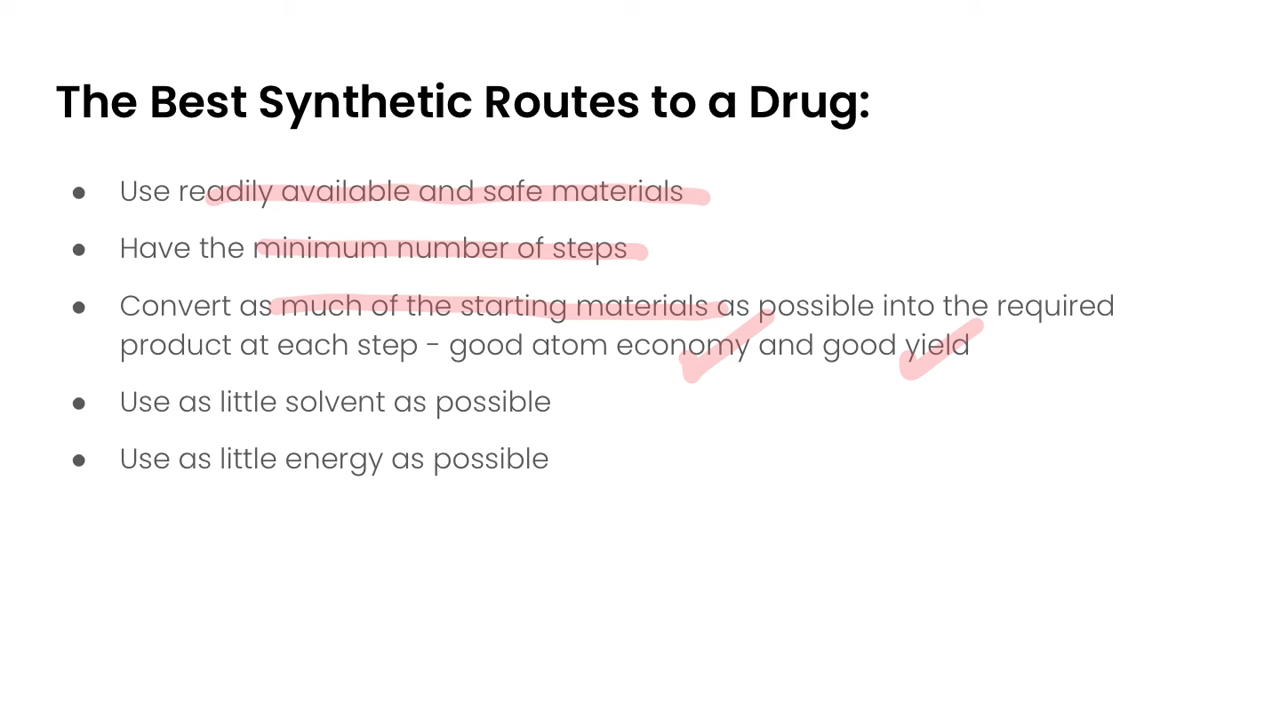 The Best Synthetic Routes to a Drug:
● Use readily available and safe materials
● Have the minimum number of steps
● Convert as much of the starting materials as possible into the required
product at each step - good atom economy and good yield
● Use as little solvent as possible
● Use as little energy as possible